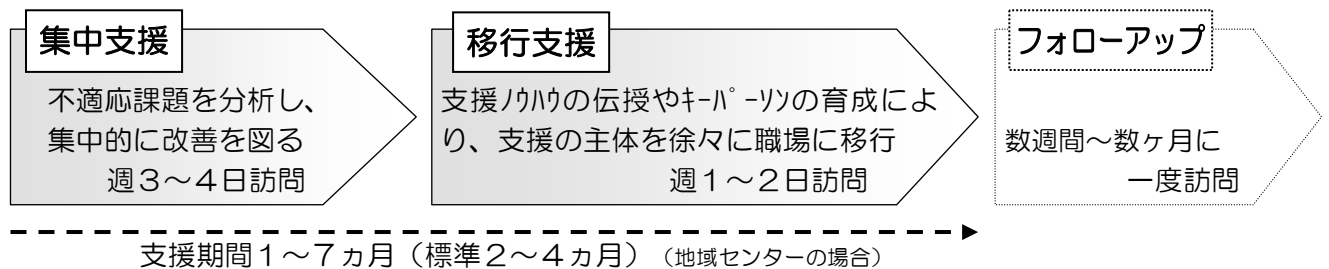 集中支援
不適応課題を分析し、
集中的に改善を図る
週３～４日訪問
移行支援
支援ﾉｳﾊｳの伝授やｷｰﾊﾟｰｿﾝの育成によ
り、支援の主体を徐々に職場に移行
週１～２日訪問
フォローアップ
数週間～数ヶ月に
一度訪問
支援期間１～７ヵ月（標準２～４ヵ月）（地域センターの場合）